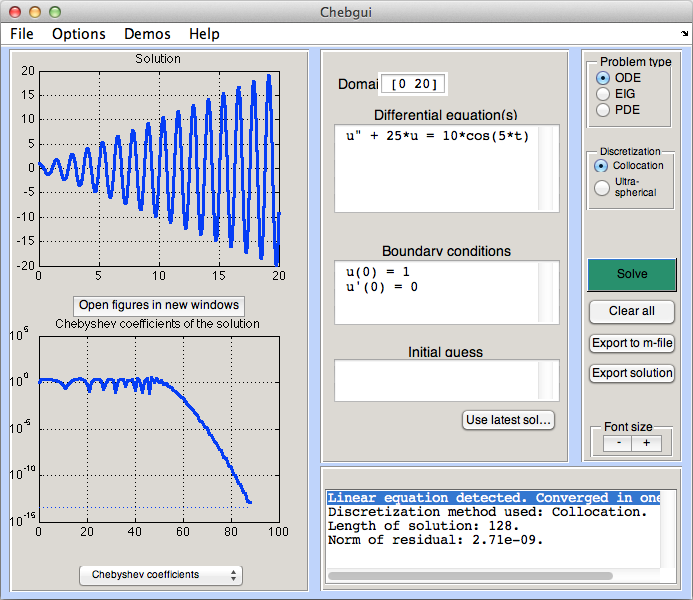 Chebgui
File Options Demos Help
Solution
20
15
10
5
0
-5
-10
-15
-20
0 5 10 15 20
Open figures in new windows
Chebyshev coefficients of the solution
10^5
10^0
10^-5
10^-10
10^-15
0 20 40 60 80 100
Chebyshev coefficients
Domai [0 20]
Differential equation(s)
u" + 25*u = 10*cos(5*t)
Boundary conditions
u(0) = 1
u'(0) = 0
Initial guess
Use latest sol...
Problem type
ODE
EIG
PDE
Discretization
Collocation
Ultra-
spherical
Solve
Clear all
Export to m-file
Export solution
Font size
- +
Linear equation detected. Converged in one
Discretization method used: Collocation.
Length of solution: 128.
Norm of residual: 2.71e-09.